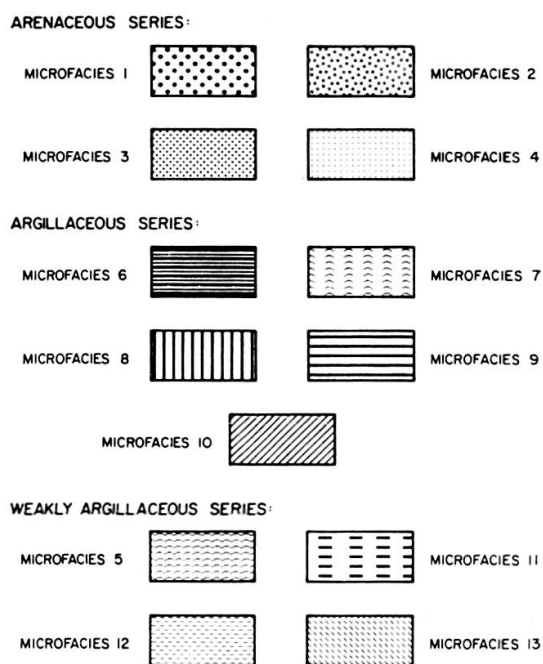 ARENACEOUS SERIES:
MICROFACIES 1
MICROFACIES 2
MICROFACIES 3
MICROFACIES 4
ARGILLACEOUS SERIES:
MICROFACIES 6
MICROFACIES 7
MICROFACIES 8
MICROFACIES 9
MICROFACIES 10
WEAKLY ARGILLACEOUS SERIES:
MICROFACIES 5
MICROFACIES 11
MICROFACIES 12
MICROFACIES 13